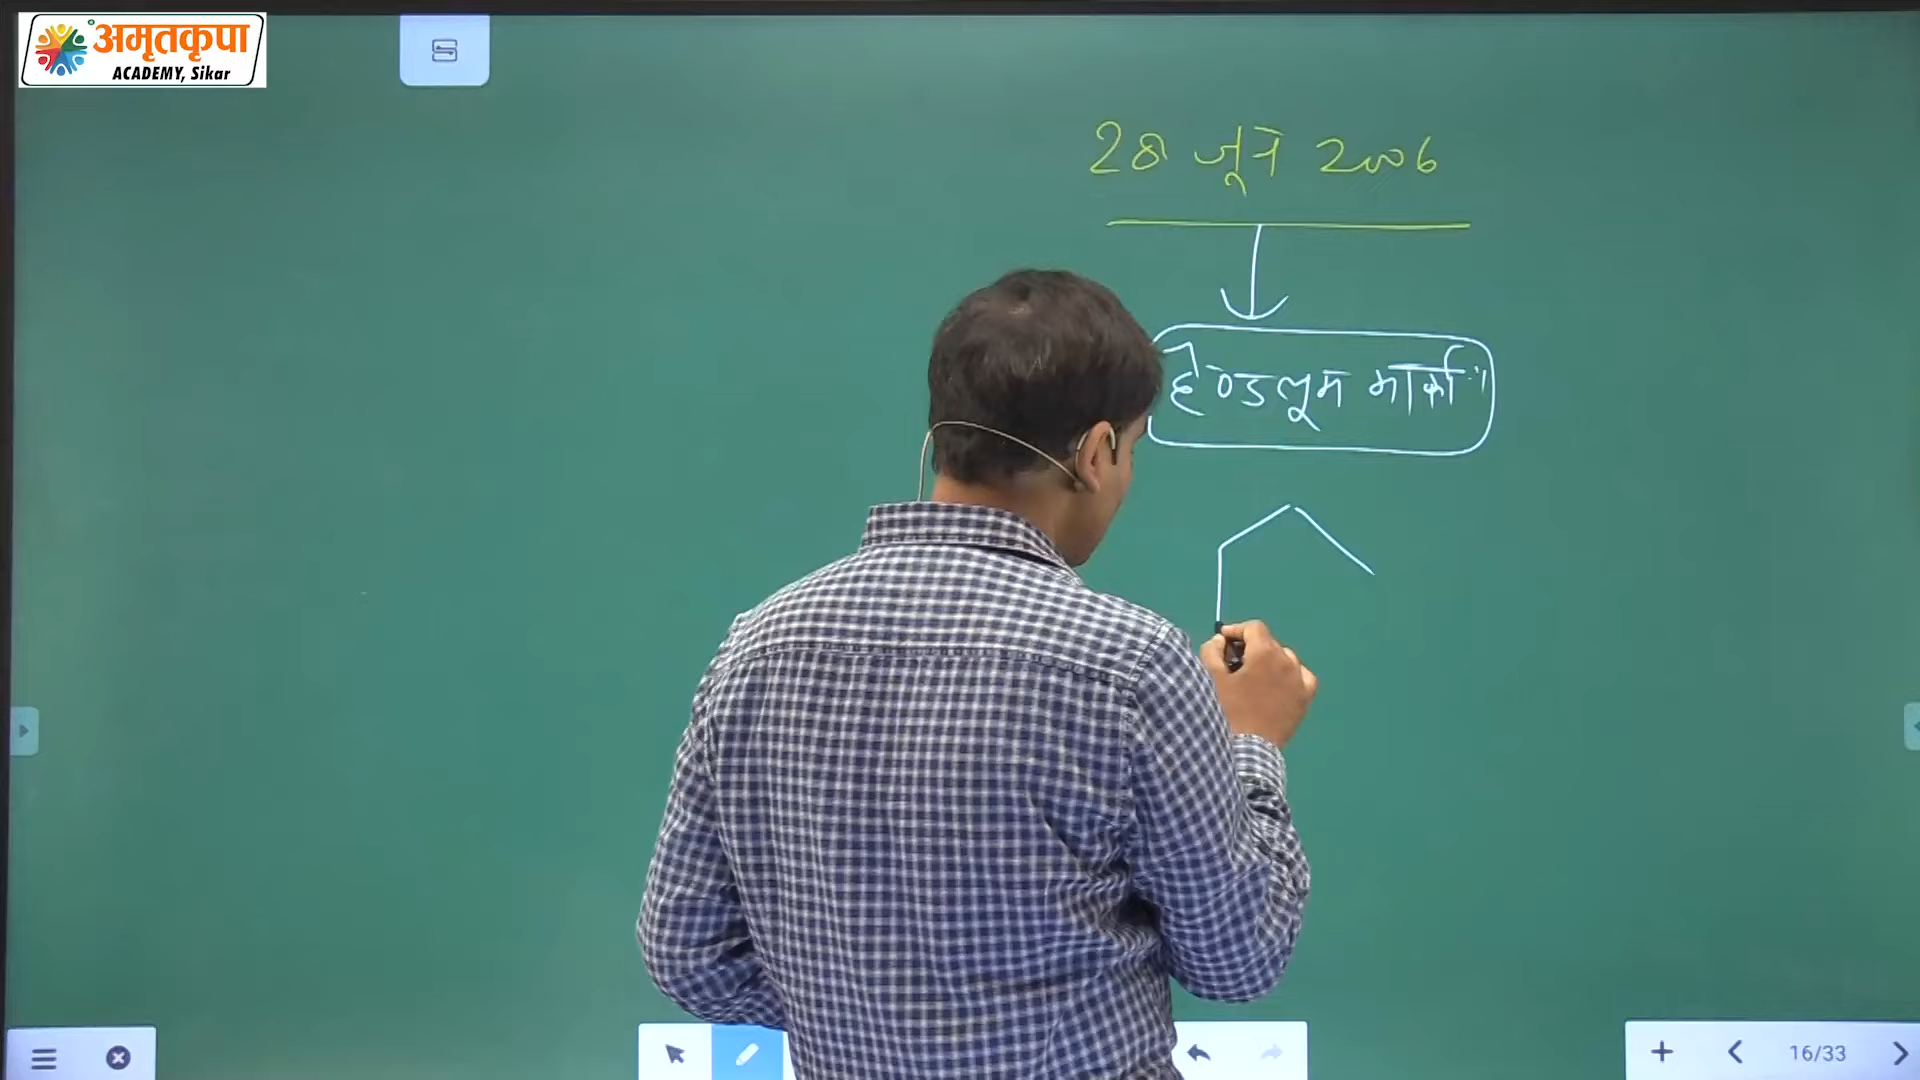 अमृतकृपा
ACADEMY, Sikar
28 जून 2006
हैण्डलूम मार्का
16/33